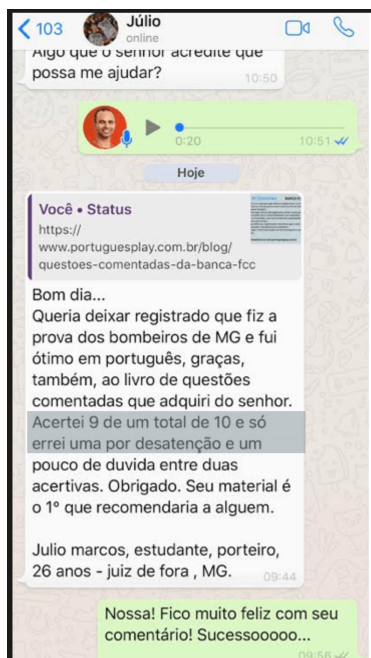 103
Júlio
online
Algo que o senhor acredite que
possa me ajudar?
10:50
0:20
10:51
Hoje
Você • Status
https://
www.portuguesplay.com.br/blog/
questoes-comentadas-da-banca-fcc
Bom dia...
Queria deixar registrado que fiz a
prova dos bombeiros de MG e fui
ótimo em português, graças,
também, ao livro de questões
comentadas que adquiri do senhor.
Acertei 9 de um total de 10 e só
errei uma por desatenção e um
pouco de duvida entre duas
acertivas. Obrigado. Seu material é
o 1º que recomendaria a alguem.
Julio marcos, estudante, porteiro,
26 anos - juiz de fora , MG.
09:44
Nossa! Fico muito feliz com seu
comentário! Sucessooooo...
09:56